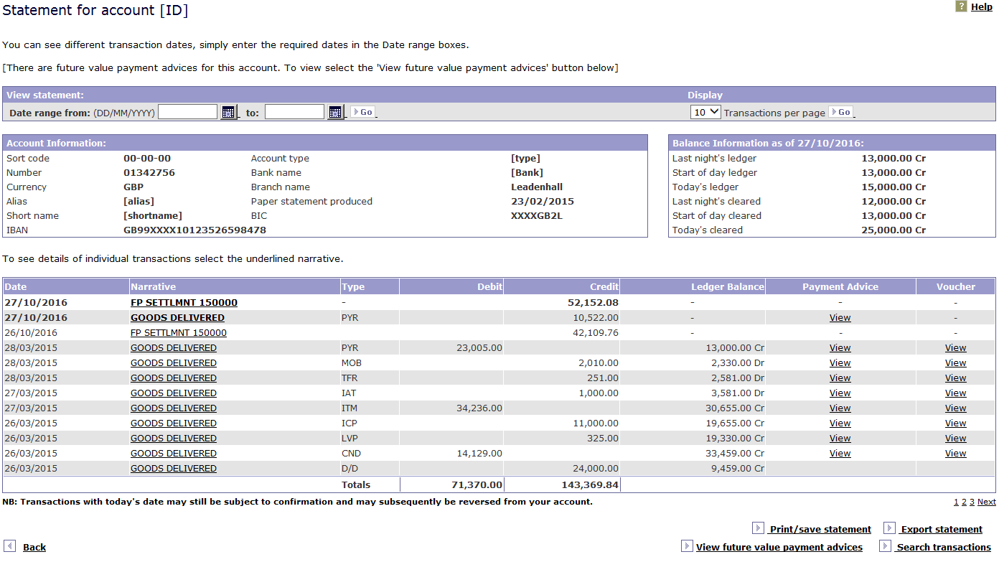 Statement for account [ID]
? Help
You can see different transaction dates, simply enter the required dates in the Date range boxes.
[There are future value payment advices for this account. To view select the 'View future value payment advices' button below]
View statement: Display
Date range from: (DD/MM/YYYY) to: Go 10 Transactions per page Go
Account Information: Balance Information as of 27/10/2016:
Sort code 00-00-00 Account type [type] Last night's ledger 13,000.00 Cr
Number 01342756 Bank name [Bank] Start of day ledger 13,000.00 Cr
Currency GBP Branch name Leadenhall Today's ledger 15,000.00 Cr
Alias [alias] Paper statement produced 23/02/2015 Last night's cleared 12,000.00 Cr
Short name [shortname] BIC XXXXGB2L Start of day cleared 13,000.00 Cr
IBAN GB99XXXX10123526598478 Today's cleared 25,000.00 Cr
To see details of individual transactions select the underlined narrative.
Date Narrative Type Debit Credit Ledger Balance Payment Advice Voucher
27/10/2016 FP SETTLMNT 150000 - 52,152.08 - - -
27/10/2016 GOODS DELIVERED PYR 10,522.00 - View -
26/10/2016 FP SETTLMNT 150000 42,109.76 - - -
28/03/2015 GOODS DELIVERED PYR 23,005.00 13,000.00 Cr View View
28/03/2015 GOODS DELIVERED MOB 2,010.00 2,330.00 Dr View View
28/03/2015 GOODS DELIVERED TFR 251.00 2,581.00 Dr View View
27/03/2015 GOODS DELIVERED IAT 1,000.00 3,581.00 Dr View View
27/03/2015 GOODS DELIVERED ITM 34,236.00 30,655.00 Cr View View
26/03/2015 GOODS DELIVERED ICP 11,000.00 19,655.00 Cr View View
26/03/2015 GOODS DELIVERED LVP 325.00 19,330.00 Cr View View
26/03/2015 GOODS DELIVERED CND 14,129.00 33,459.00 Cr View View
26/03/2015 GOODS DELIVERED D/D 24,000.00 9,459.00 Cr
Totals 71,370.00 143,369.84
NB: Transactions with today's date may still be subject to confirmation and may subsequently be reversed from your account. 1 2 3 Next
Print/save statement Export statement
Back View future value payment advices Search transactions